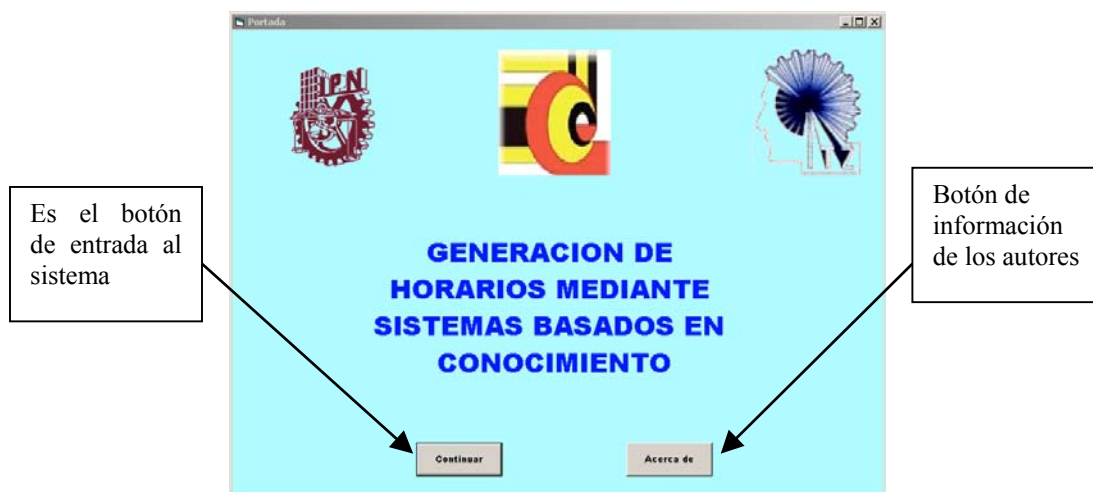 Portada
I.P.N
Es el botón
de entrada al
sistema
Botón de
información
de los autores
GENERACION DE
HORARIOS MEDIANTE
SISTEMAS BASADOS EN
CONOCIMIENTO
Continuar
Acerca de